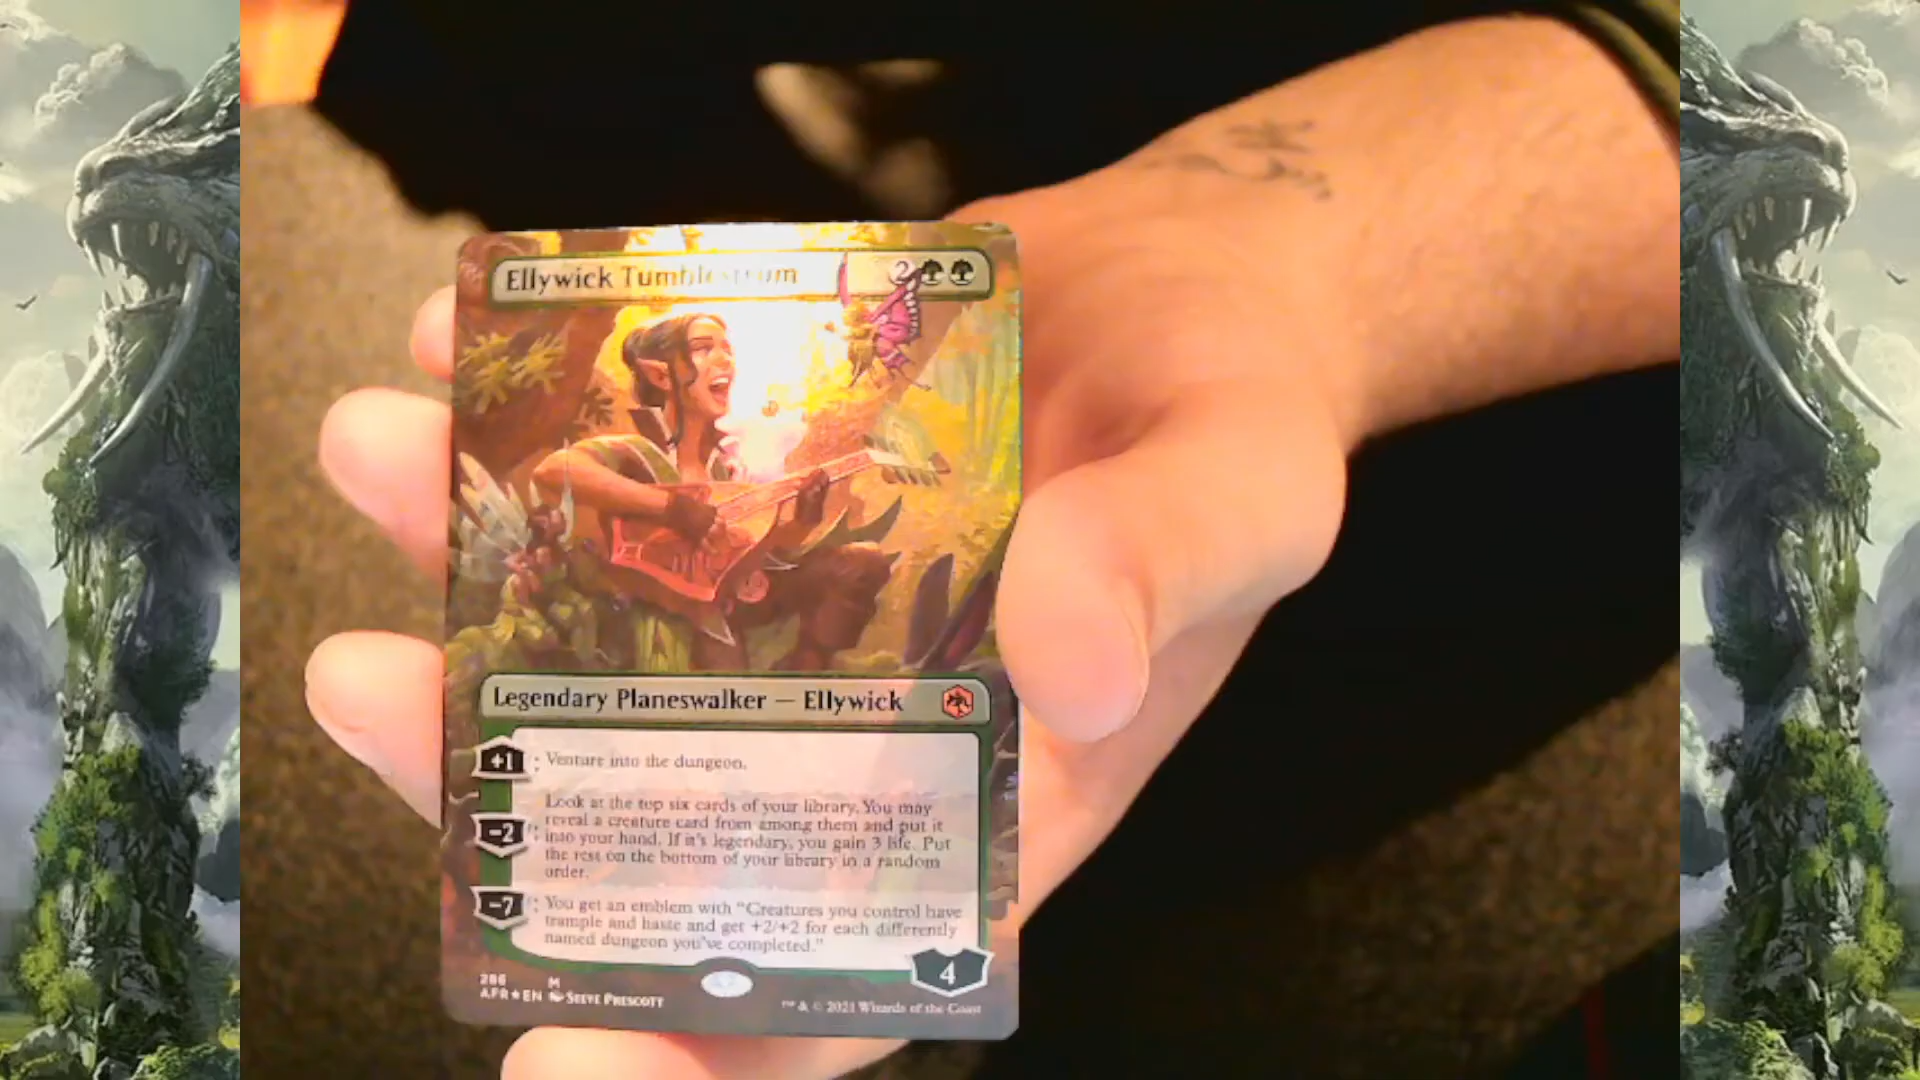 Ellywick Tumblestrum 2
Legendary Planeswalker — Ellywick
+1 : Venture into the dungeon.
Look at the top six cards of your library. You may
reveal a creature card from among them and put it
−2 : into your hand. If it's legendary, you gain 3 life. Put
the rest on the bottom of your library in a random
order.
−7 : You get an emblem with "Creatures you control have
trample and haste and get +2/+2 for each differently
named dungeon you've completed."
4
286 M
AFR★EN Steve Prescott
™ & © 2021 Wizards of the Coast